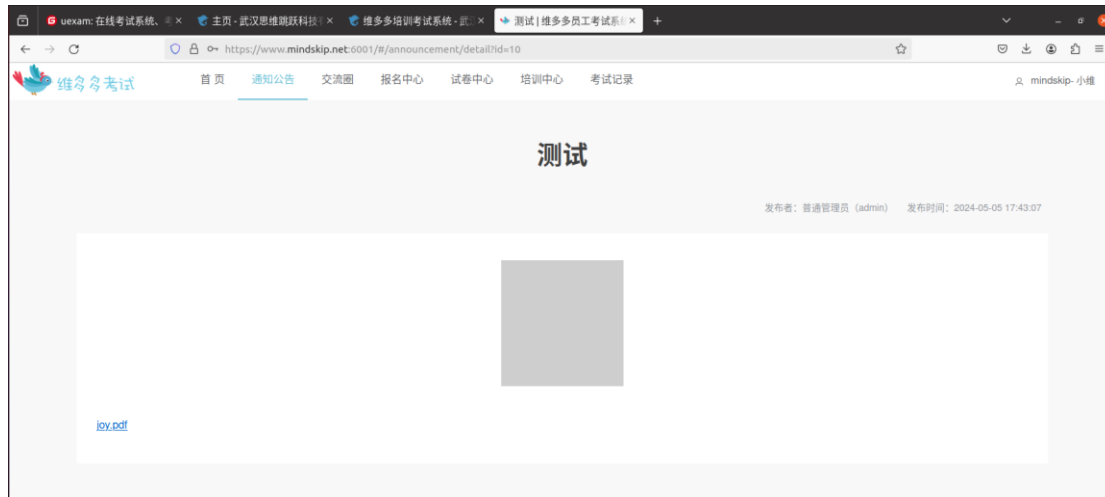 uexam: 在线考试系统、
主页 - 武汉思维跳跃科技
维多多培训考试系统 - 武
测试 | 维多多员工考试系
https://www.mindskip.net:6001/#/announcement/detail?id=10
维多多考试
首页
通知公告
交流圈
报名中心
试卷中心
培训中心
考试记录
mindskip- 小维
测试
发布者：普通管理员（admin） 发布时间：2024-05-05 17:43:07
joy.pdf